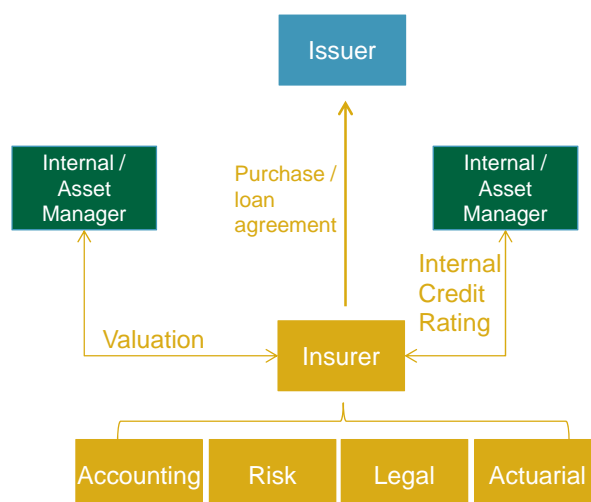 Issuer
Internal /
Asset
Manager
Purchase /
loan
agreement
Internal /
Asset
Manager
Internal
Credit
Rating
Valuation
Insurer
Accounting
Risk
Legal
Actuarial